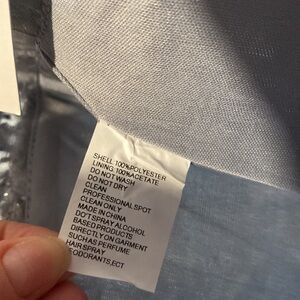 SHELL:100%POLYESTER
LINING:100%ACETATE
DO NOT WASH
DO NOT DRY
CLEAN
PROFESSIONAL SPOT
CLEAN ONLY
MADE IN CHINA
DO'T SPRAY ALCOHOL
BASED PRODUCTS
DIRECTLY ON GARMENT
SUCH AS PERFUME
HAIRSPRAY
EODORANTS,ECT